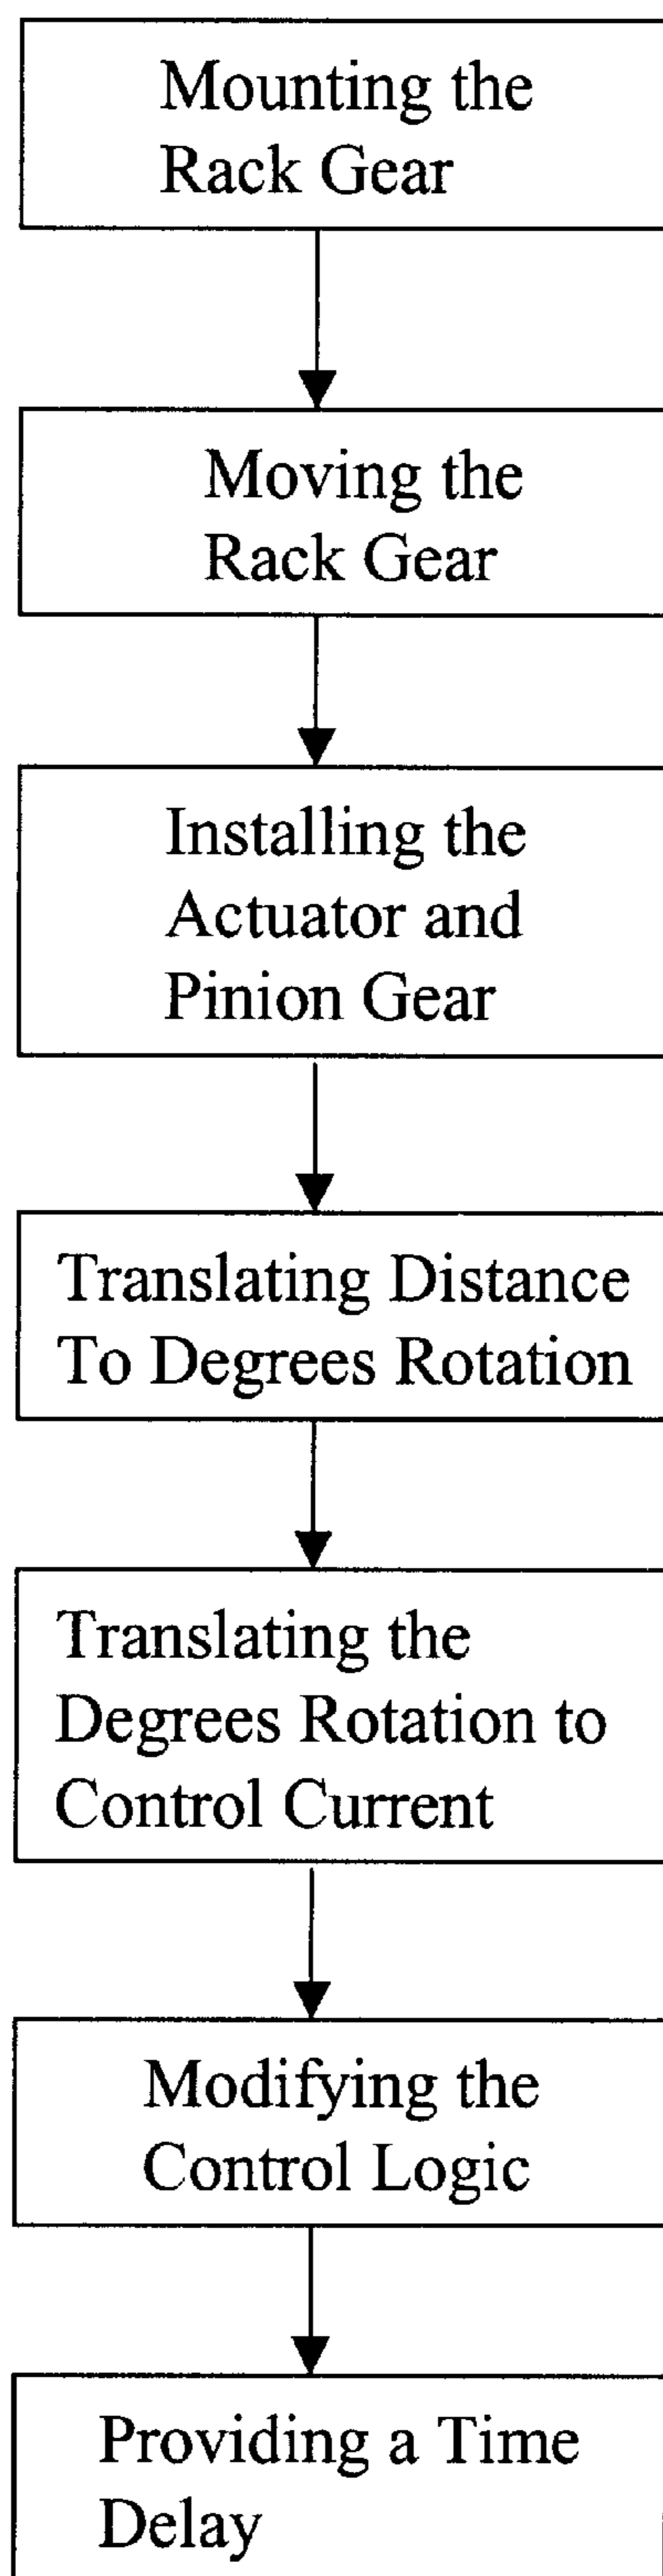 Mounting the
Rack Gear
Moving the
Rack Gear
Installing the
Actuator and
Pinion Gear
Translating Distance
To Degrees Rotation
Translating the
Degrees Rotation to
Control Current
Modifying the
Control Logic
Providing a Time
Delay